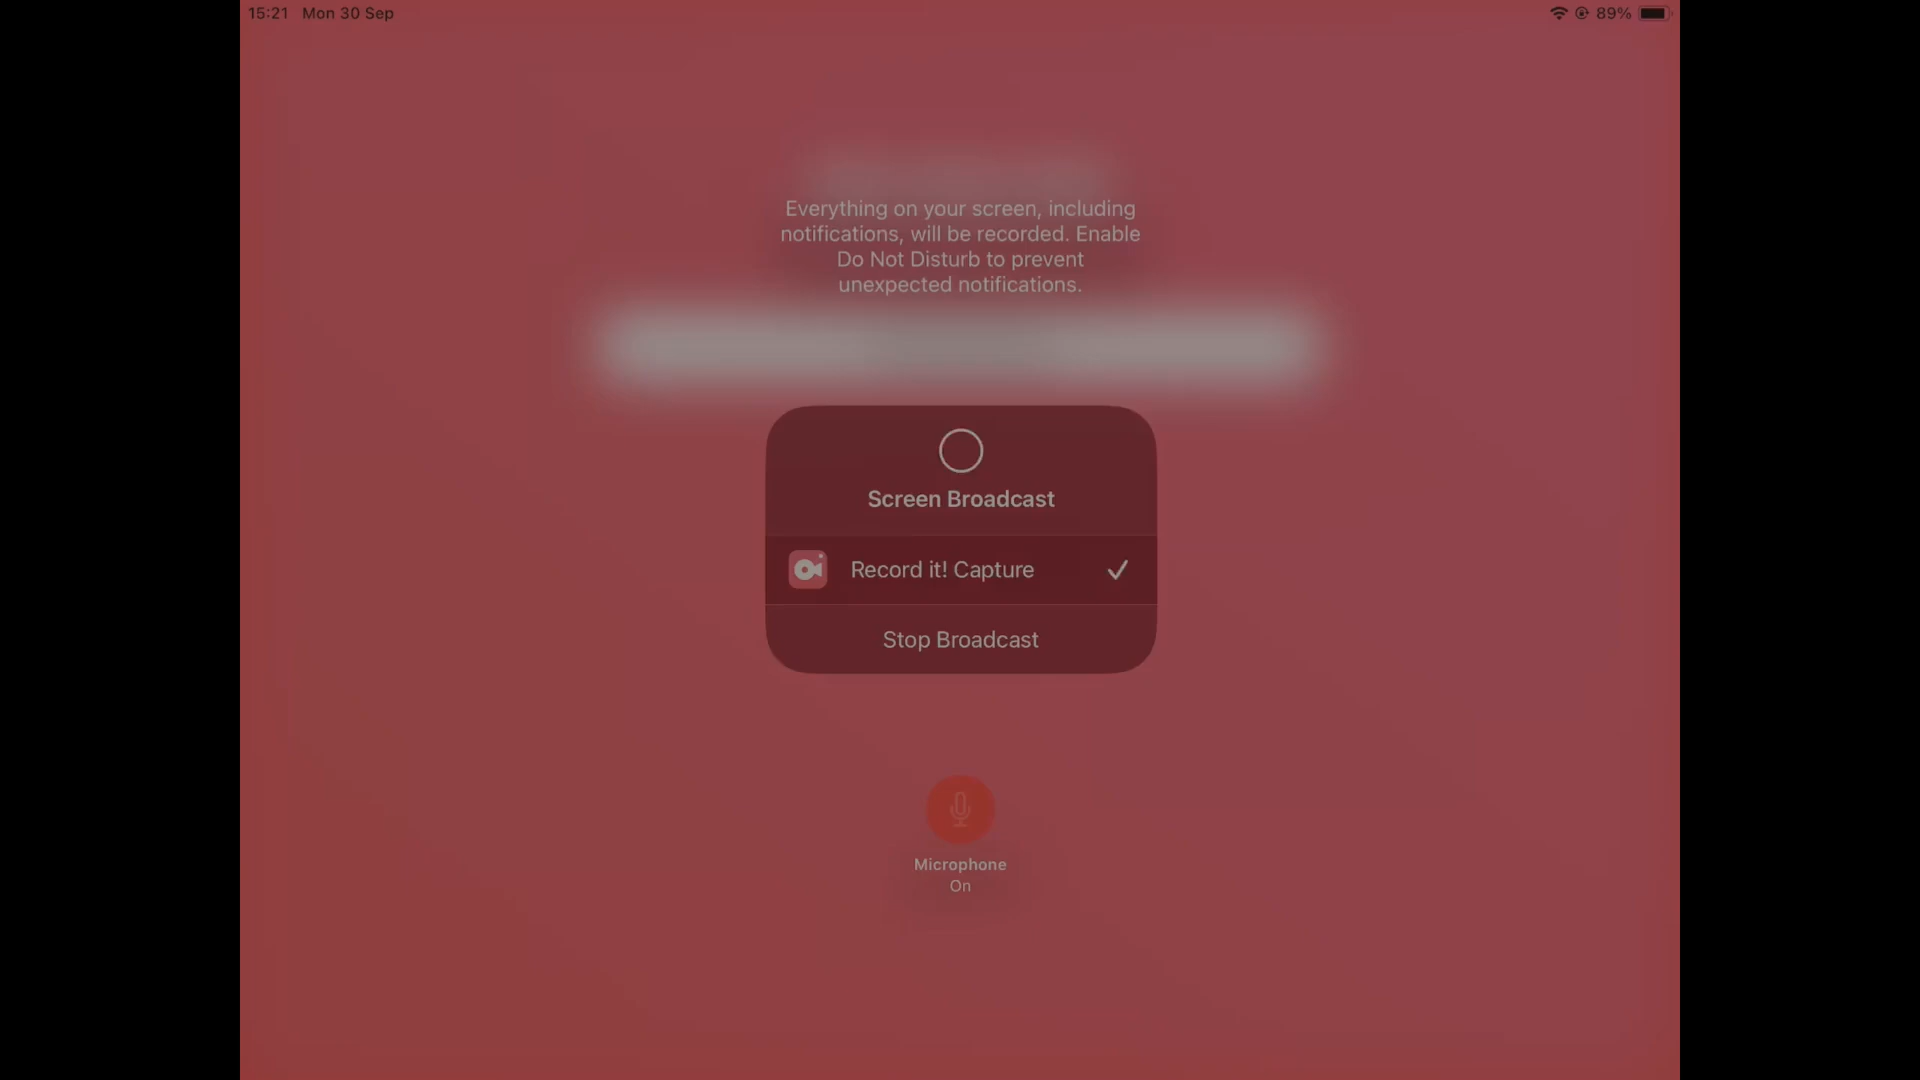 15:21 Mon 30 Sep
89%
Everything on your screen, including
notifications, will be recorded. Enable
Do Not Disturb to prevent
unexpected notifications.
Screen Broadcast
Record it! Capture
Stop Broadcast
Microphone
On